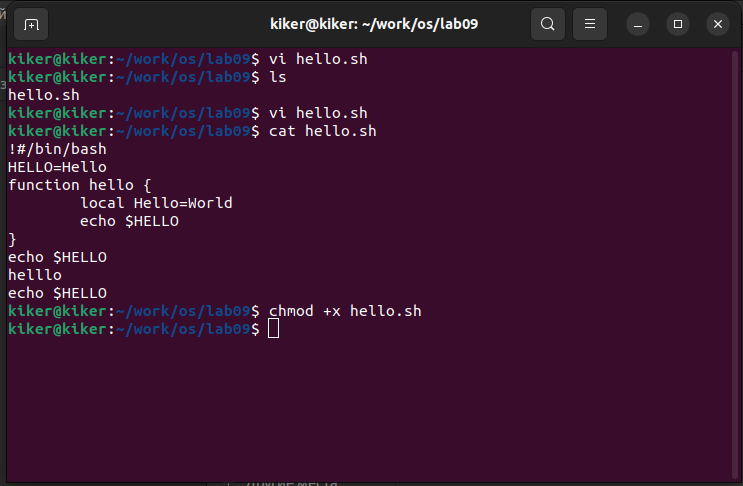 kiker@kiker: ~/work/os/lab09
kiker@kiker:~/work/os/lab09$ vi hello.sh
kiker@kiker:~/work/os/lab09$ ls
hello.sh
kiker@kiker:~/work/os/lab09$ vi hello.sh
kiker@kiker:~/work/os/lab09$ cat hello.sh
!#/bin/bash
HELLO=Hello
function hello {
        local Hello=World
        echo $HELLO
}
echo $HELLO
helllo
echo $HELLO
kiker@kiker:~/work/os/lab09$ chmod +x hello.sh
kiker@kiker:~/work/os/lab09$